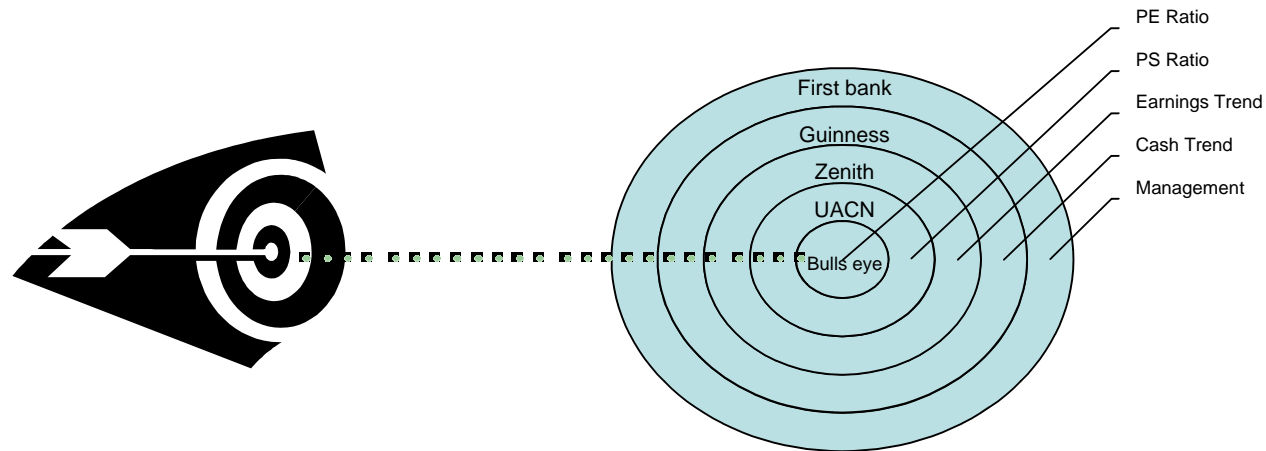 PE Ratio
PS Ratio
Earnings Trend
Cash Trend
Management
First bank
Guinness
Zenith
UACN
Bulls eye